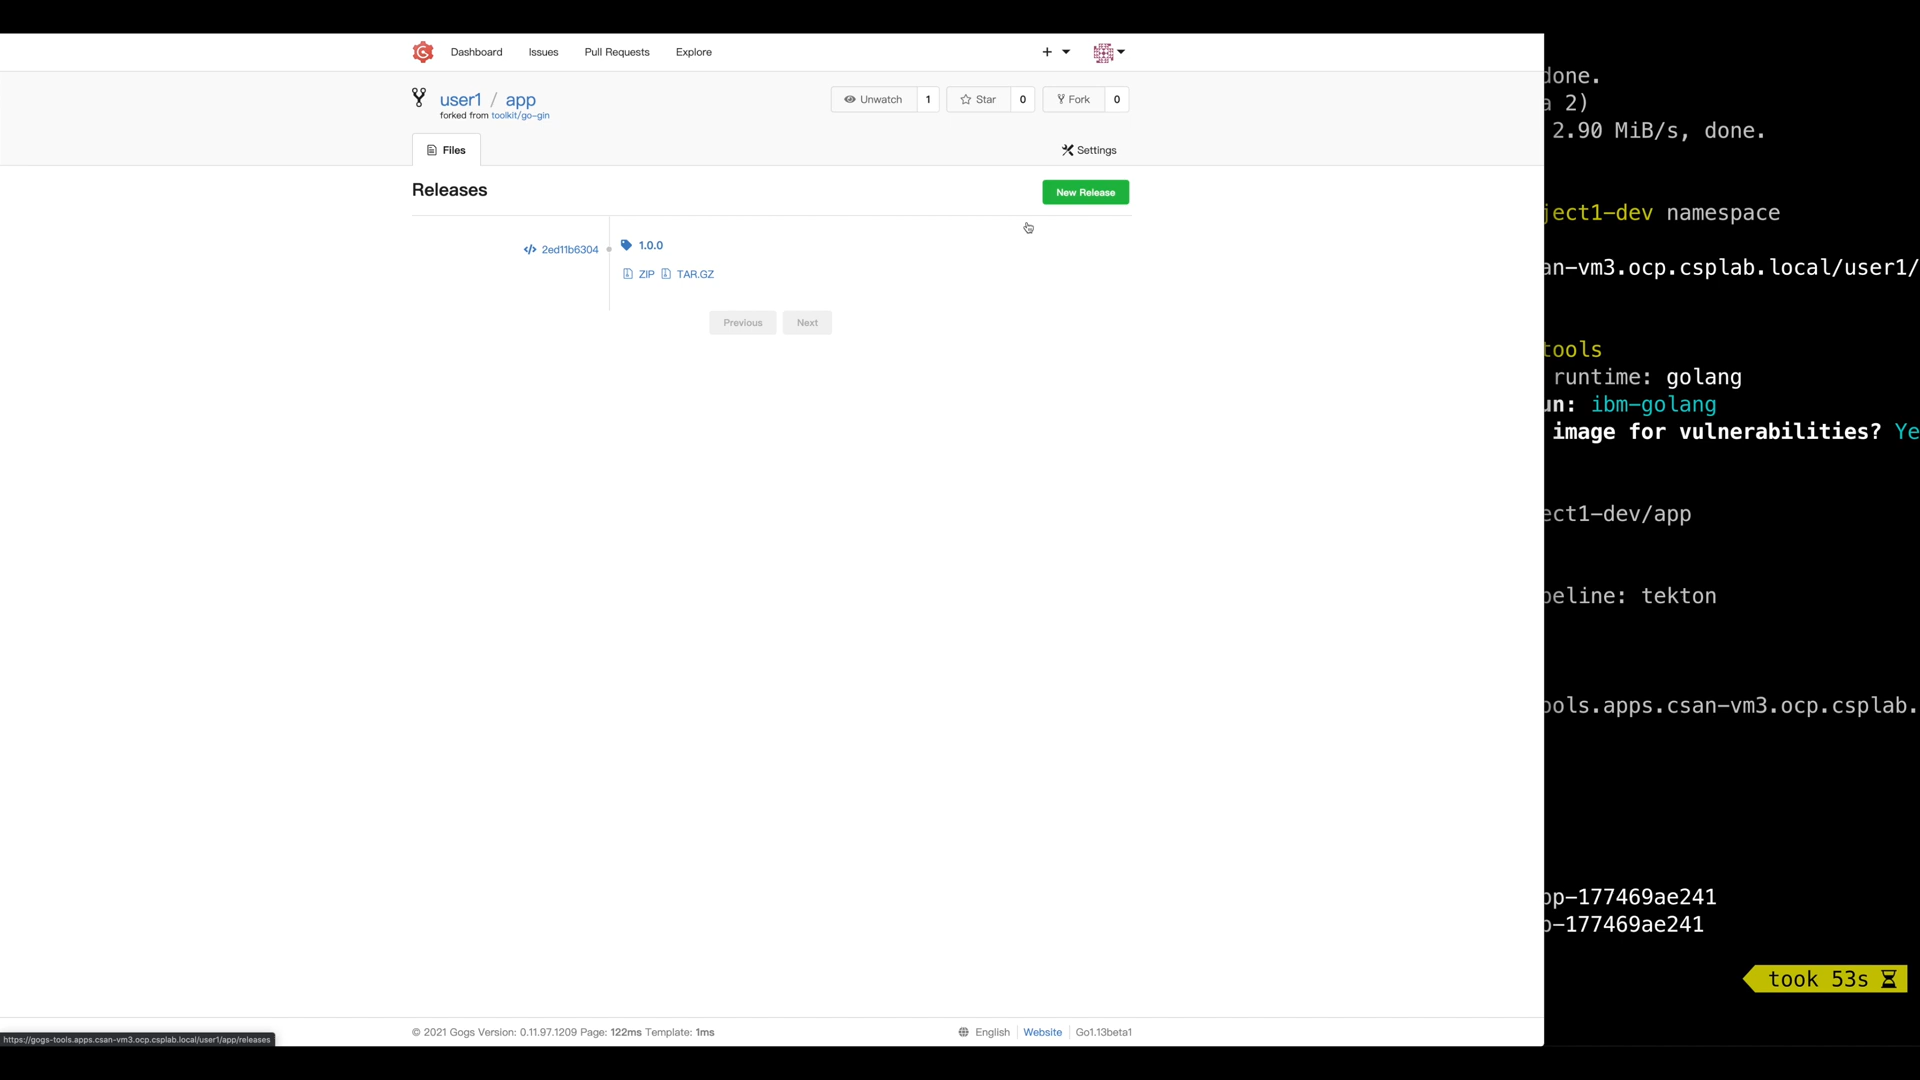 Dashboard Issues Pull Requests Explore
user1 / app
forked from toolkit/go-gin
Unwatch 1 Star 0 Fork 0
Files
Settings
Releases
New Release
2ed11b6304
1.0.0
ZIP TAR.GZ
Previous Next
© 2021 Gogs Version: 0.11.97.1209 Page: 122ms Template: 1ms
English Website Go1.13beta1
https://gogs-tools.apps.csan-vm3.ocp.csplab.local/user1/app/releases
done.
2)
2.90 MiB/s, done.
ject1-dev namespace
an-vm3.ocp.csplab.local/user1/
tools
runtime: golang
un: ibm-golang
image for vulnerabilities? Ye
ect1-dev/app
peline: tekton
ools.apps.csan-vm3.ocp.csplab.
pp-177469ae241
p-177469ae241
took 53s